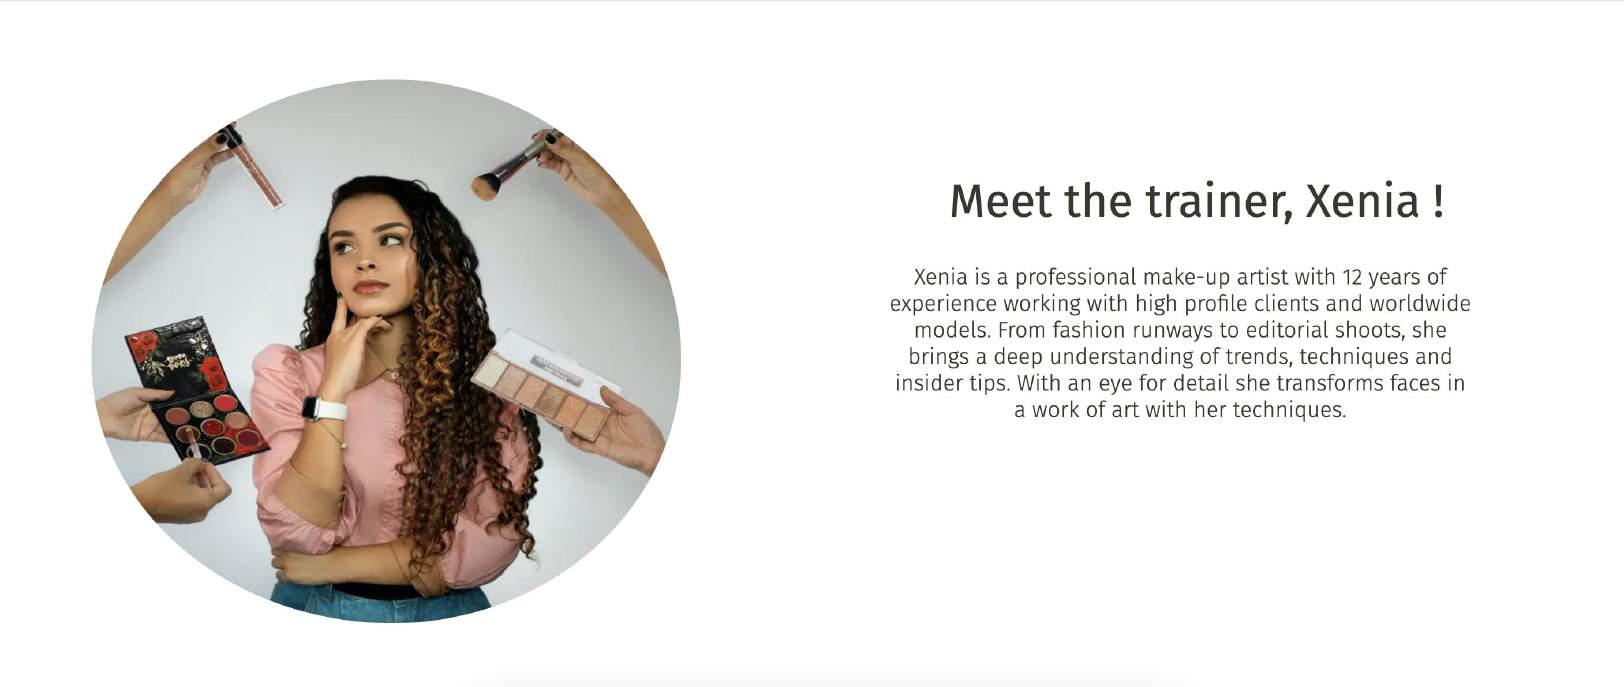 Meet the trainer, Xenia !
Xenia is a professional make-up artist with 12 years of
experience working with high profile clients and worldwide
models. From fashion runways to editorial shoots, she
brings a deep understanding of trends, techniques and
insider tips. With an eye for detail she transforms faces in
a work of art with her techniques.